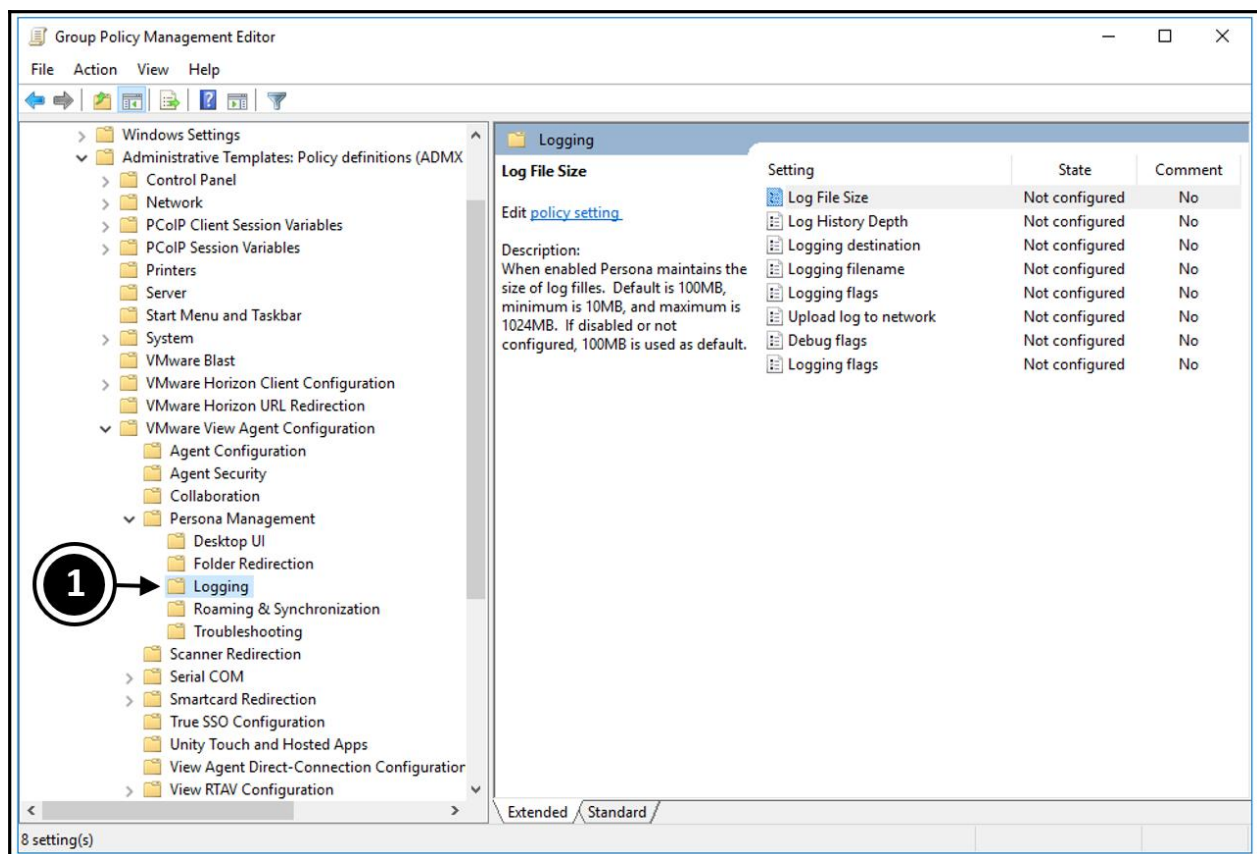 Group Policy Management Editor
File Action View Help
Windows Settings
Administrative Templates: Policy definitions (ADMX
Control Panel
Network
PCoIP Client Session Variables
PCoIP Session Variables
Printers
Server
Start Menu and Taskbar
System
VMware Blast
VMware Horizon Client Configuration
VMware Horizon URL Redirection
VMware View Agent Configuration
Agent Configuration
Agent Security
Collaboration
Persona Management
Desktop UI
Folder Redirection
1
Logging
Roaming & Synchronization
Troubleshooting
Scanner Redirection
Serial COM
Smartcard Redirection
True SSO Configuration
Unity Touch and Hosted Apps
View Agent Direct-Connection Configuration
View RTAV Configuration
Logging
Log File Size
Edit policy setting
Description:
When enabled Persona maintains the
size of log filles. Default is 100MB,
minimum is 10MB, and maximum is
1024MB. If disabled or not
configured, 100MB is used as default.
Setting State Comment
Log File Size Not configured No
Log History Depth Not configured No
Logging destination Not configured No
Logging filename Not configured No
Logging flags Not configured No
Upload log to network Not configured No
Debug flags Not configured No
Logging flags Not configured No
Extended Standard
8 setting(s)